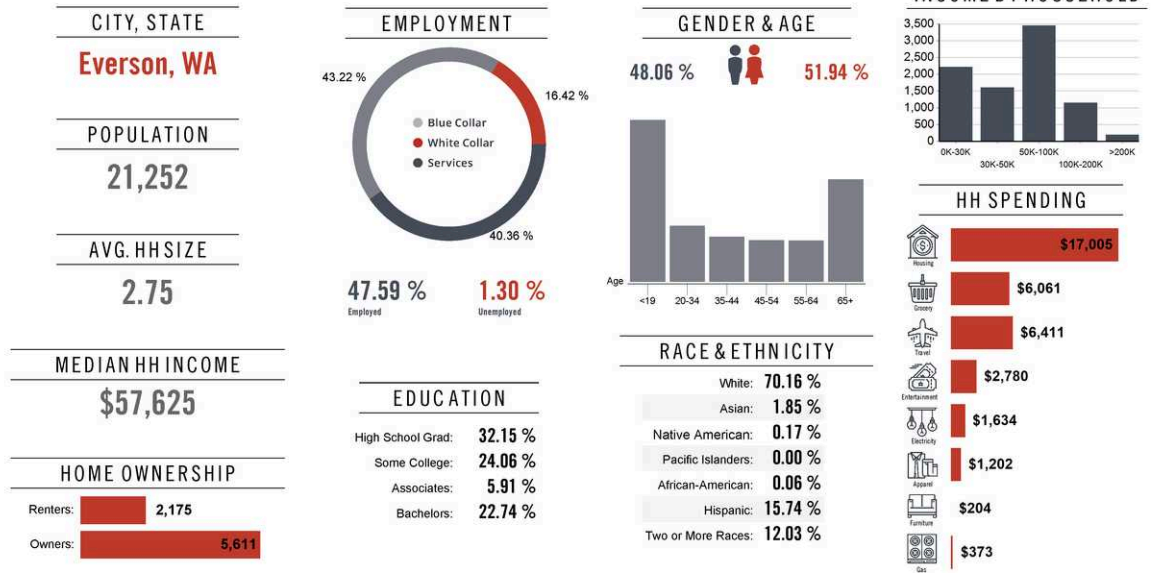 CITY, STATE
Everson, WA
POPULATION
21,252
AVG. HH SIZE
2.75
MEDIAN HH INCOME
$57,625
HOME OWNERSHIP
Renters: 2,175
Owners: 5,611
EMPLOYMENT
43.22 %
16.42 %
Blue Collar
White Collar
Services
40.36 %
47.59 % 1.30 %
Employed Unemployed
EDUCATION
High School Grad: 32.15 %
Some College: 24.06 %
Associates: 5.91 %
Bachelors: 22.74 %
GENDER & AGE
48.06 % 51.94 %
Age
<19 20-34 35-44 45-54 55-64 65+
RACE & ETHNICITY
White: 70.16 %
Asian: 1.85 %
Native American: 0.17 %
Pacific Islanders: 0.00 %
African-American: 0.06 %
Hispanic: 15.74 %
Two or More Races: 12.03 %
INCOME BY HOUSEHOLD
3,500
3,000
2,500
2,000
1,500
1,000
500
0
0K-30K 50K-100K >200K
30K-50K 100K-200K
HH SPENDING
$17,005
Housing
$6,061
Grocery
$6,411
Travel
$2,780
Entertainment
$1,634
Electricity
$1,202
Apparel
$204
Furniture
$373
Gas